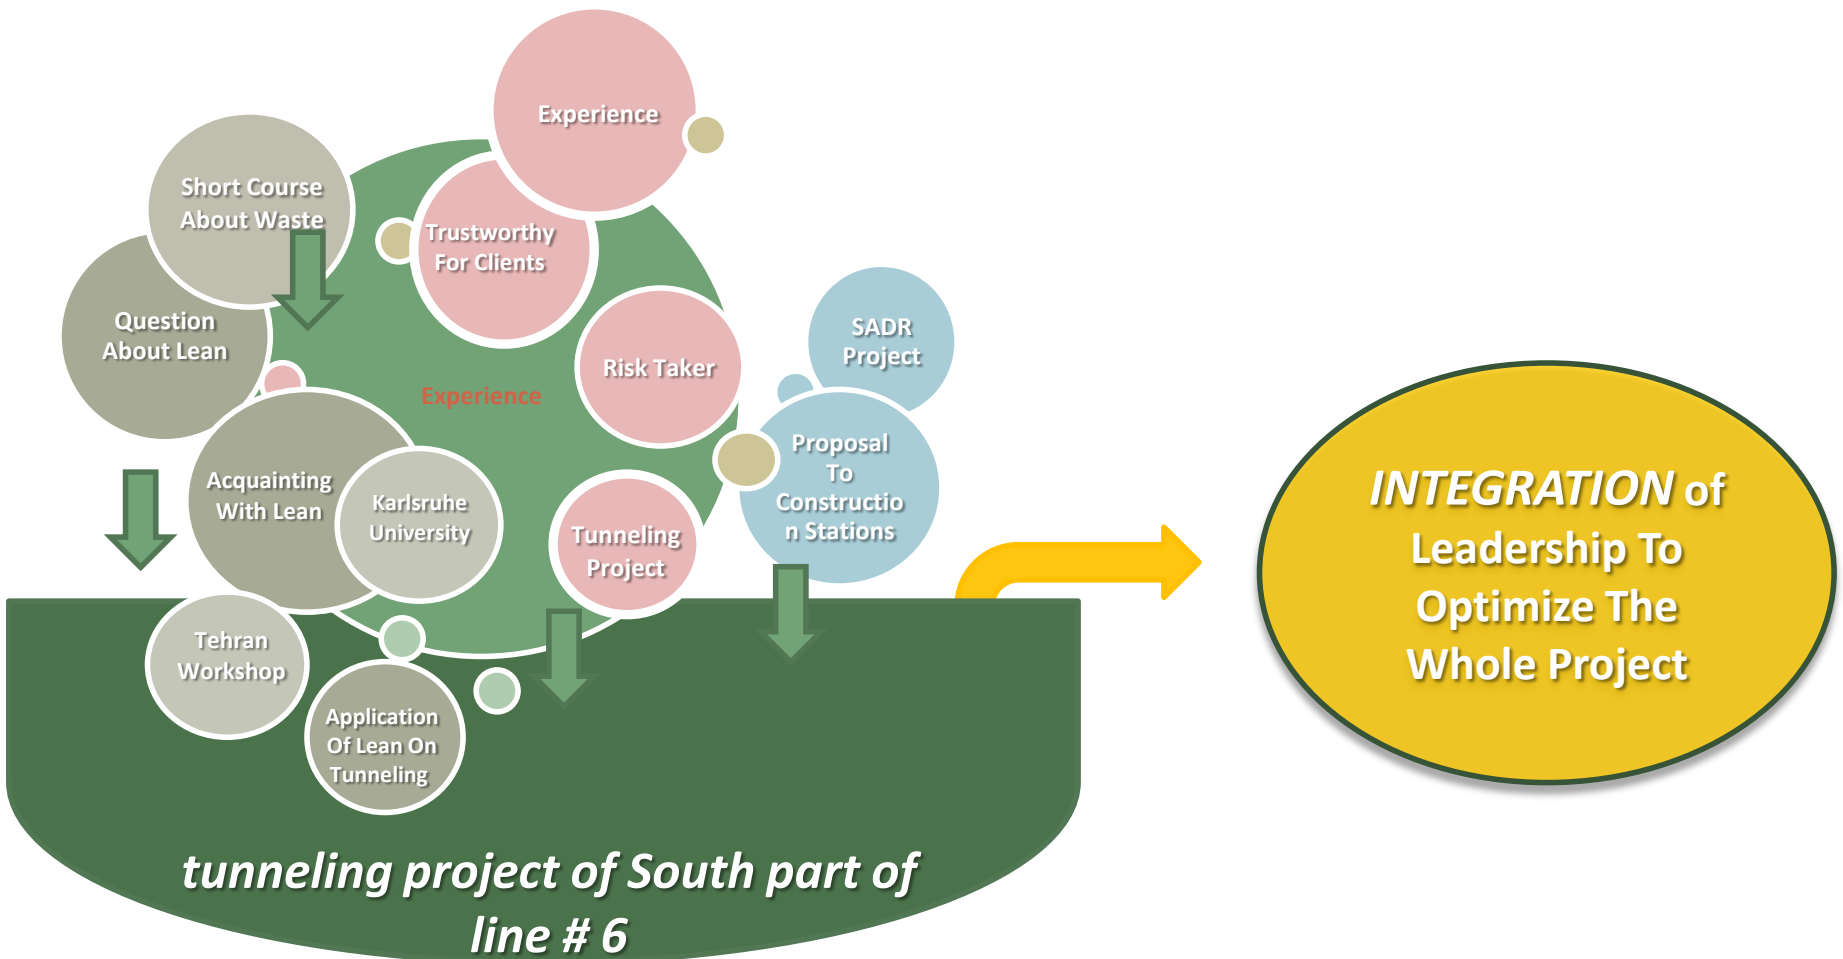 Experience
Short Course
About Waste
Trustworthy
For Clients
Question
About Lean
SADR
Project
Risk Taker
Experience
Proposal
To
Constructio
n Stations
Acquainting
With Lean
Karlsruhe
University
Tunneling
Project
Tehran
Workshop
Application
Of Lean On
Tunneling
tunneling project of South part of
line # 6
INTEGRATION of
Leadership To
Optimize The
Whole Project